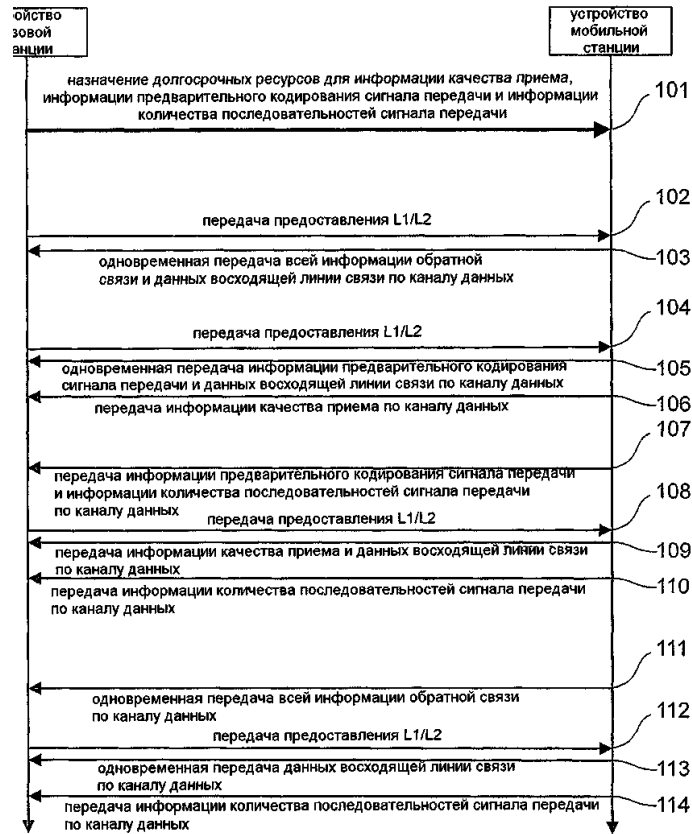 ройство
зовой
анции
устройство
мобильной
станции
назначение долгосрочных ресурсов для информации качества приема,
информации предварительного кодирования сигнала передачи и информации
количества последовательностей сигнала передачи
101
передача предоставления L1/L2
102
одновременная передача всей информации обратной
связи и данных восходящей линии связи по каналу данных
103
передача предоставления L1/L2
104
одновременная передача информации предварительного кодирования
сигнала передачи и данных восходящей линии связи по каналу данных
105
передача информации качества приема по каналу данных
106
107
передача информации предварительного кодирования сигнала передачи
и информации количества последовательностей сигнала передачи
по каналу данных
передача предоставления L1/L2
108
передача информации качества приема и данных восходящей линии связи
по каналу данных
109
передача информации количества последовательностей сигнала передачи
по каналу данных
110
111
одновременная передача всей информации обратной связи
по каналу данных
передача предоставления L1/L2
112
одновременная передача данных восходящей линии связи
по каналу данных
113
передача информации количества последовательностей сигнала передачи
по каналу данных
114